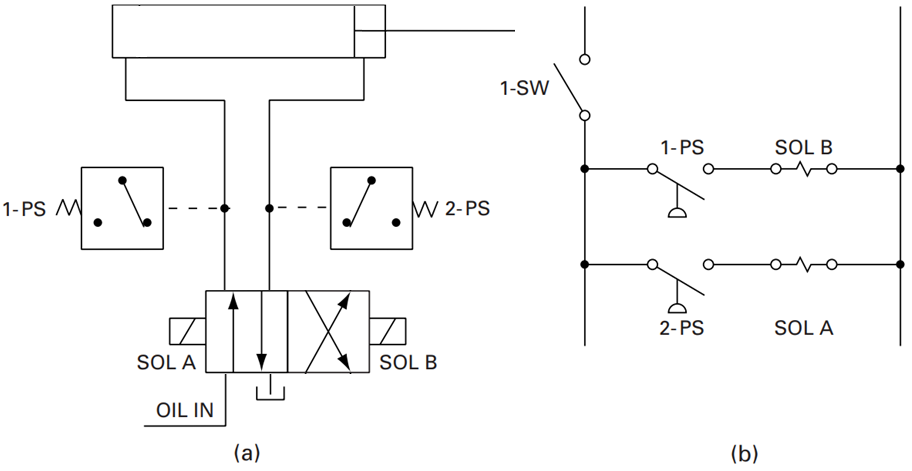 1-PS
2-PS
SOL A
SOL B
OIL IN
(a)
1-SW
1-PS
SOL B
2-PS
SOL A
(b)